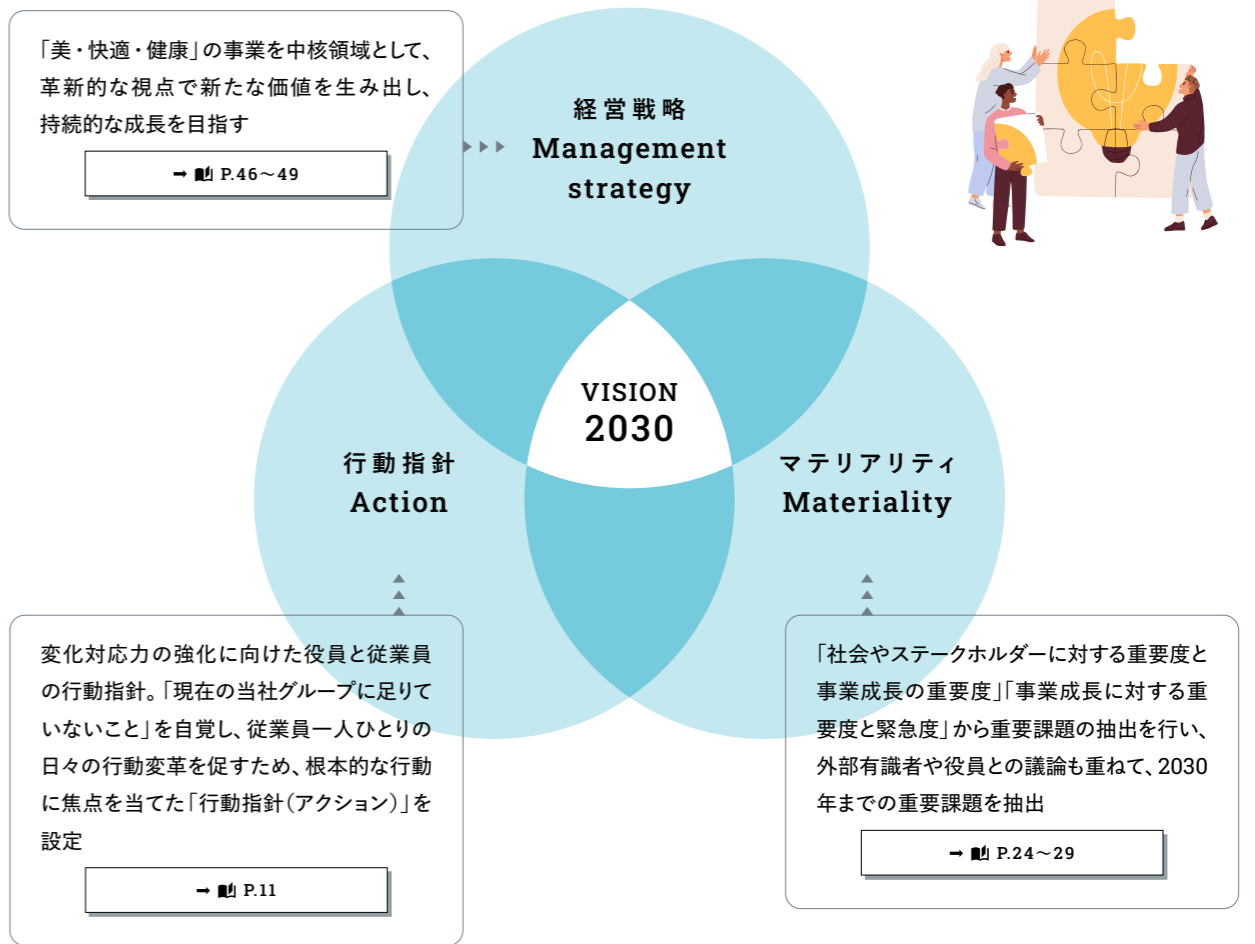 「美・快適・健康」の事業を中核領域として、
革新的な視点で新たな価値を生み出し、
持続的な成長を目指す
➡ P.46〜49
経営戦略
Management
strategy
VISION
2030
行動指針
Action
マテリアリティ
Materiality
変化対応力の強化に向けた役員と従業員
の行動指針。「現在の当社グループに足りて
いないこと」を自覚し、従業員一人ひとりの
日々の行動変革を促すため、根本的な行動
に焦点を当てた「行動指針(アクション)」を
設定
➡ P.11
「社会やステークホルダーに対する重要度と
事業成長の重要度」「事業成長に対する重
要度と緊急度」から重要課題の抽出を行い、
外部有識者や役員との議論も重ねて、2030
年までの重要課題を抽出
➡ P.24〜29